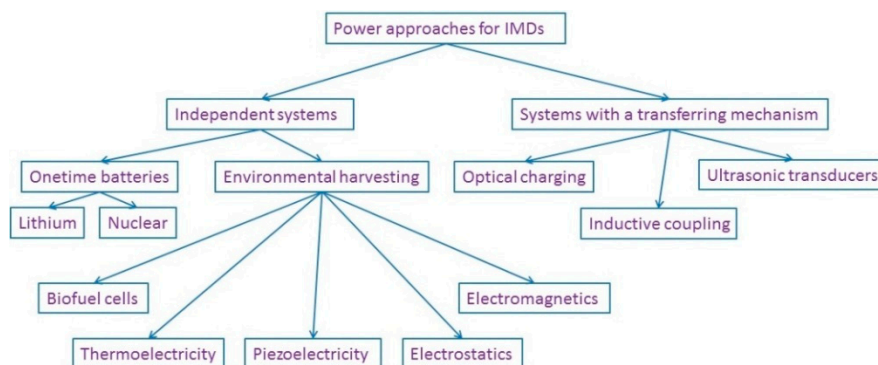 Power approaches for IMDs
Independent systems
Systems with a transferring mechanism
Onetime batteries
Environmental harvesting
Optical charging
Ultrasonic transducers
Lithium
Nuclear
Inductive coupling
Biofuel cells
Electromagnetics
Thermoelectricity
Piezoelectricity
Electrostatics